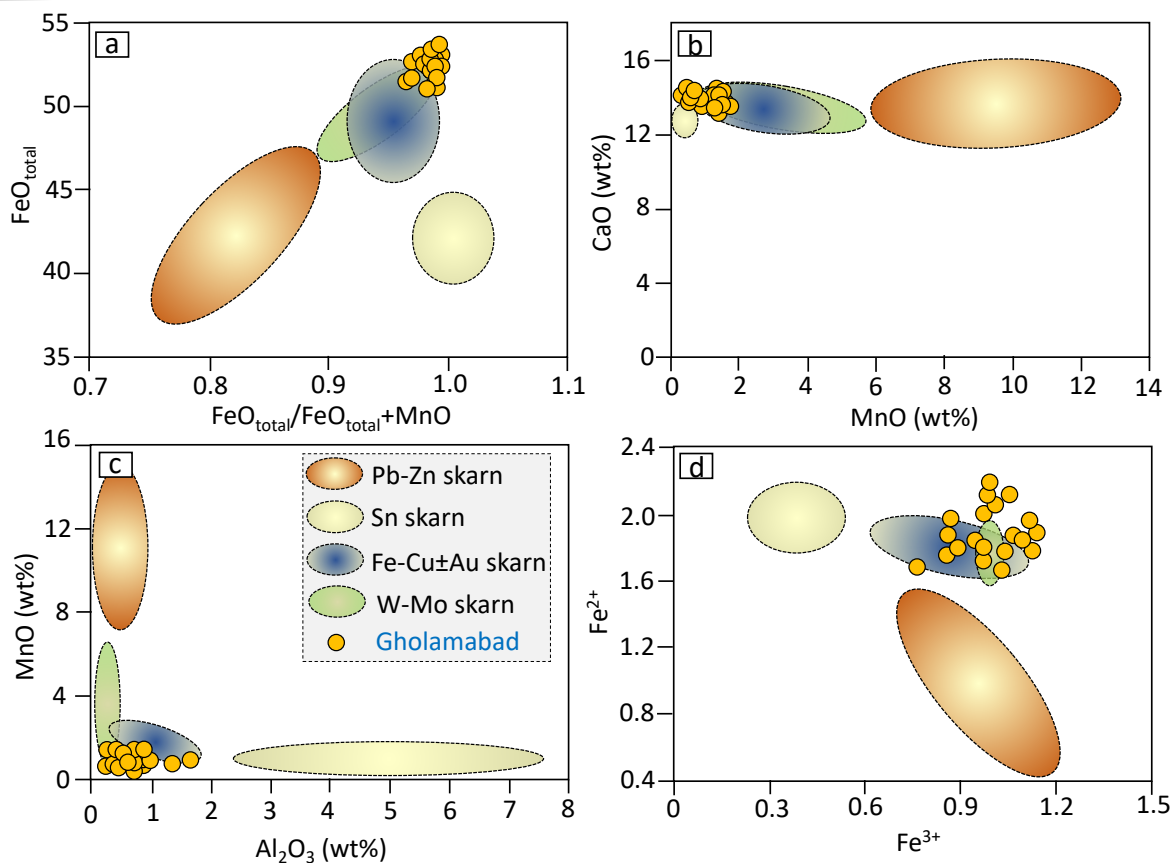 a
55
50
45
40
35
FeO_total
0.7 0.8 0.9 1.0 1.1
FeO_total/FeO_total+MnO
b
16
12
8
4
0
CaO (wt%)
0 2 4 6 8 10 12 14
MnO (wt%)
c
16
12
8
4
0
MnO (wt%)
0 1 2 3 4 5 6 7 8
Al₂O₃ (wt%)
Pb-Zn skarn
Sn skarn
Fe-Cu±Au skarn
W-Mo skarn
Gholamabad
d
2.4
2.0
1.6
1.2
0.8
0.4
Fe²⁺
0 0.3 0.6 0.9 1.2 1.5
Fe³⁺